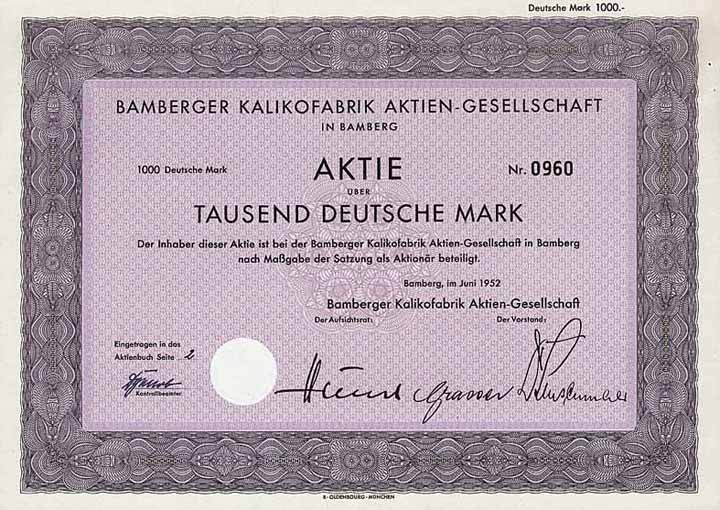 Deutsche Mark 1000.-
BAMBERGER KALIKOFABRIK AKTIEN-GESELLSCHAFT
IN BAMBERG
1000 Deutsche Mark AKTIE Nr. 0960
ÜBER
TAUSEND DEUTSCHE MARK
Der Inhaber dieser Aktie ist bei der Bamberger Kalikofabrik Aktien-Gesellschaft in Bamberg
nach Maßgabe der Satzung als Aktionär beteiligt.
Bamberg, im Juni 1952
Bamberger Kalikofabrik Aktien-Gesellschaft
Der Aufsichtsrat: Der Vorstand:
Eingetragen in das
Aktienbuch Seite 2
Kontrollbeamter
R·OLDENBOURG·MÜNCHEN